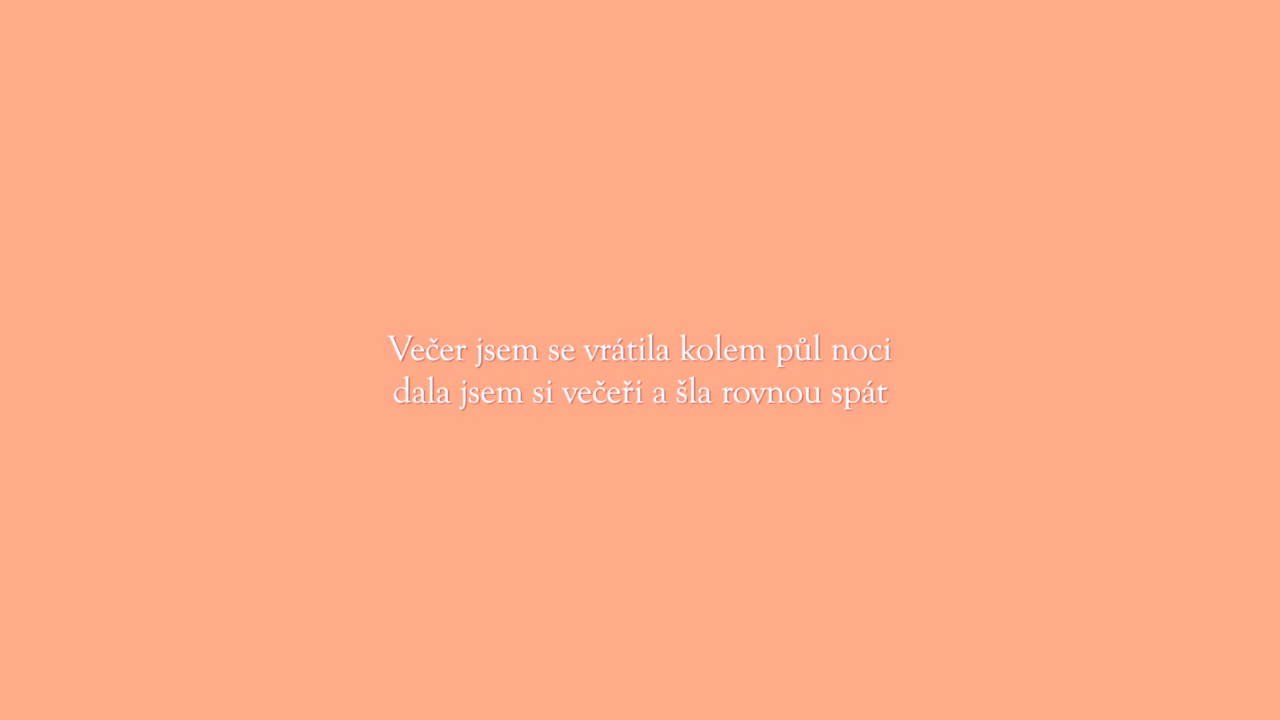 Večer jsem se vrátila kolem půl noci
dala jsem si večeři a šla rovnou spát